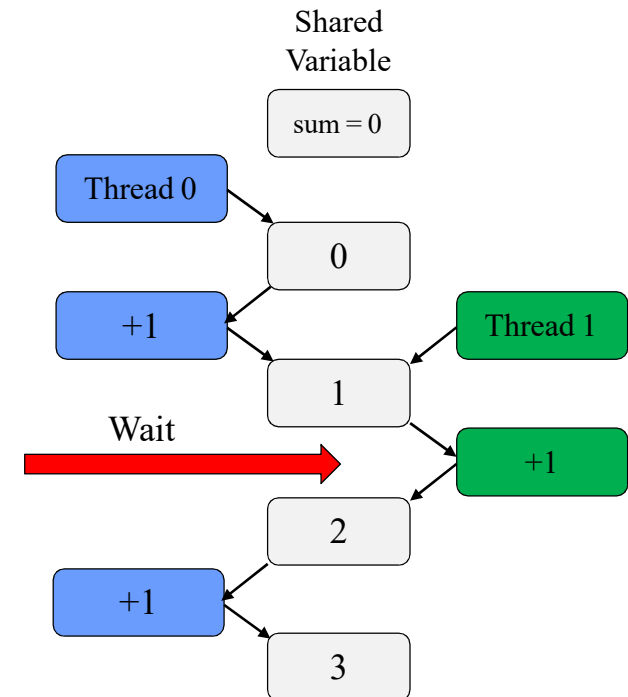 Shared
Variable
sum = 0
Thread 0
0
+1
Thread 1
1
Wait
+1
2
+1
3